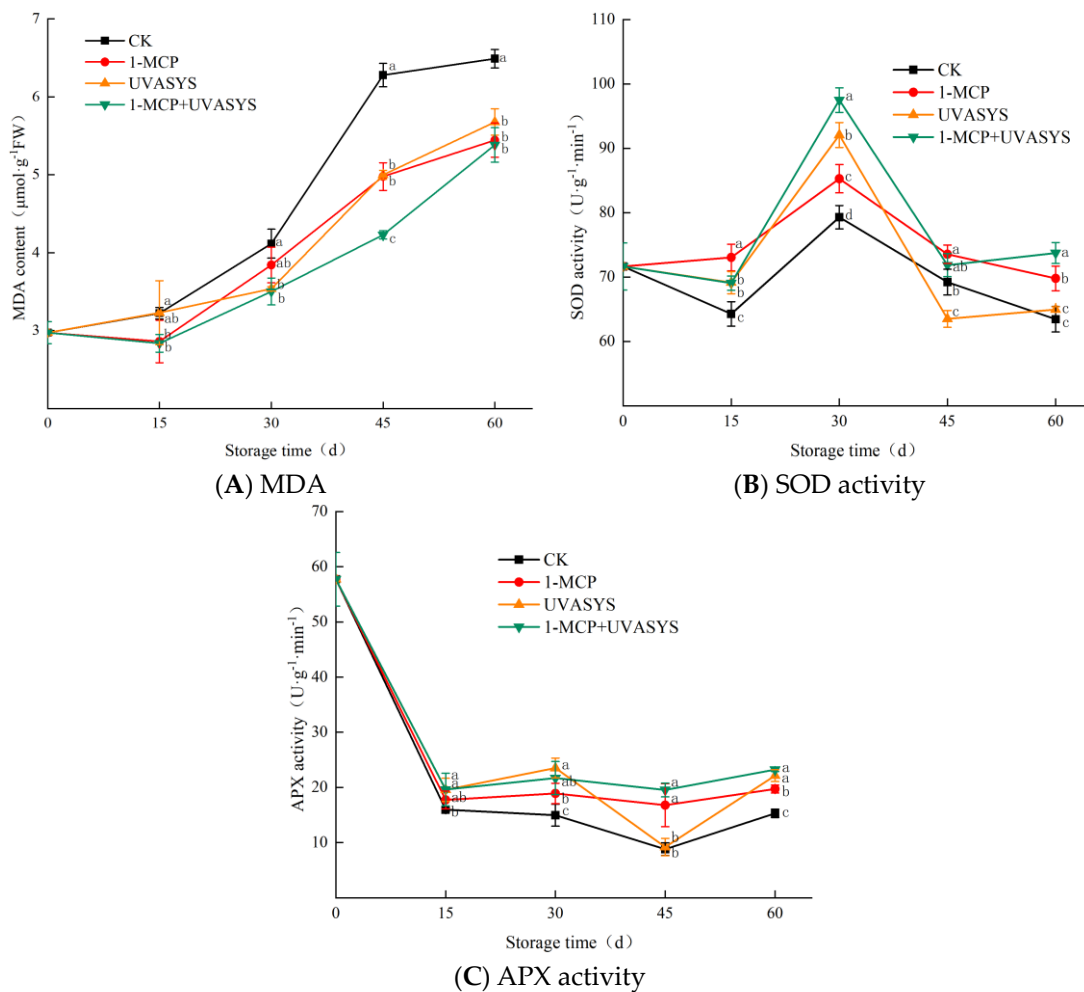 7
6
5
4
3
MDA content（μmol·g⁻¹FW）
CK
1-MCP
UVASYS
1-MCP+UVASYS
a
a
a
b
b
b
b
b
c
a
ab
b
b
a
ab
b
b
0
15
30
45
60
Storage time（d）
(A) MDA
110
100
90
80
70
60
SOD activity（U·g⁻¹·min⁻¹）
CK
1-MCP
UVASYS
1-MCP+UVASYS
a
b
c
d
a
b
b
c
a
ab
b
c
a
b
c
c
0
15
30
45
60
Storage time（d）
(B) SOD activity
70
60
50
40
30
20
10
0
APX activity（U·g⁻¹·min⁻¹）
CK
1-MCP
UVASYS
1-MCP+UVASYS
a
a
ab
b
a
ab
b
c
a
a
b
b
a
a
b
c
0
15
30
45
60
Storage time（d）
(C) APX activity